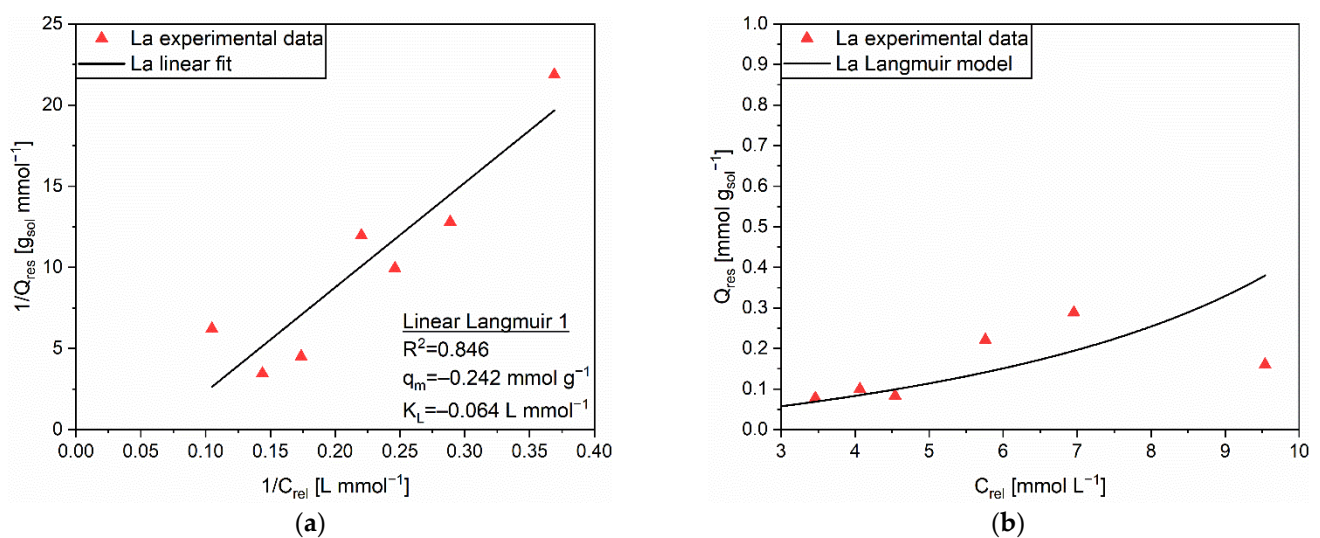 La experimental data
La linear fit
25
20
15
10
5
0
1/Q_res [g_sol mmol⁻¹]
Linear Langmuir 1
R²=0.846
q_m=–0.242 mmol g⁻¹
K_L=–0.064 L mmol⁻¹
0.00 0.05 0.10 0.15 0.20 0.25 0.30 0.35 0.40
1/C_rel [L mmol⁻¹]
(a)
La experimental data
La Langmuir model
1.0
0.9
0.8
0.7
0.6
0.5
0.4
0.3
0.2
0.1
0.0
Q_res [mmol g_sol⁻¹]
3 4 5 6 7 8 9 10
C_rel [mmol L⁻¹]
(b)